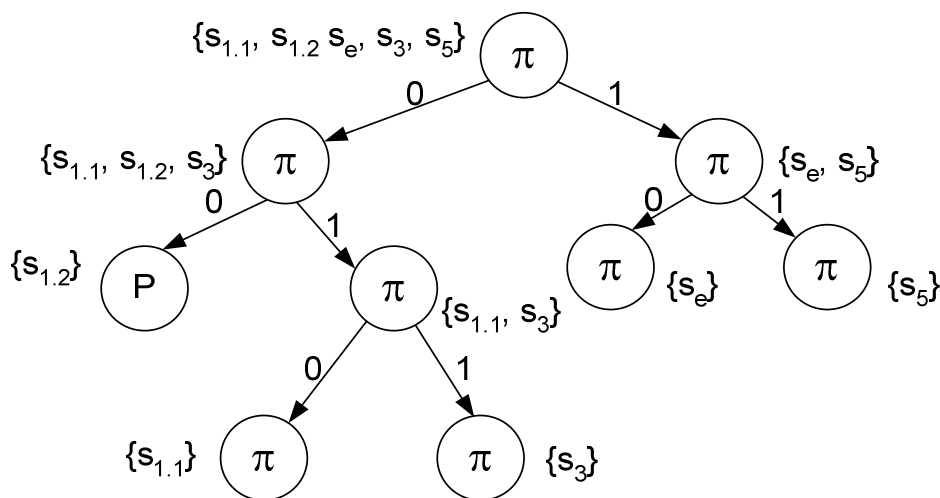 {s1.1, s1.2 se, s3, s5}
π
0
1
{s1.1, s1.2, s3}
π
π
{se, s5}
0
1
0
1
{s1.2}
P
π
{s1.1, s3}
π
{se}
π
{s5}
0
1
{s1.1}
π
π
{s3}